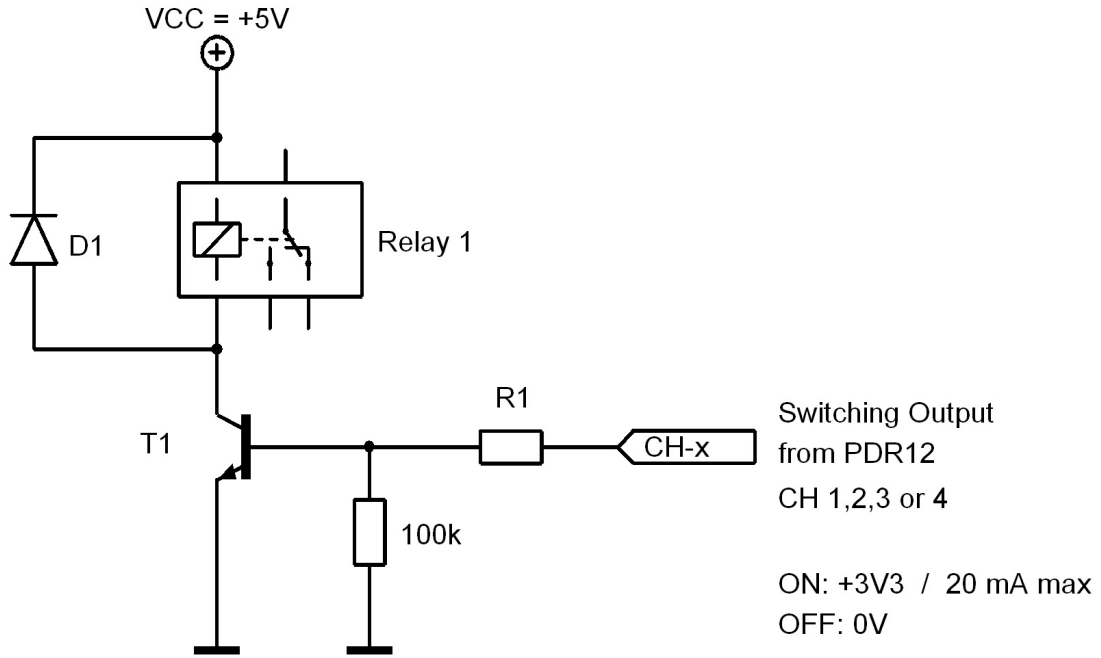 VCC = +5V
D1
Relay 1
T1
R1
CH-x
100k
Switching Output
from PDR12
CH 1,2,3 or 4
ON: +3V3 / 20 mA max
OFF: 0V